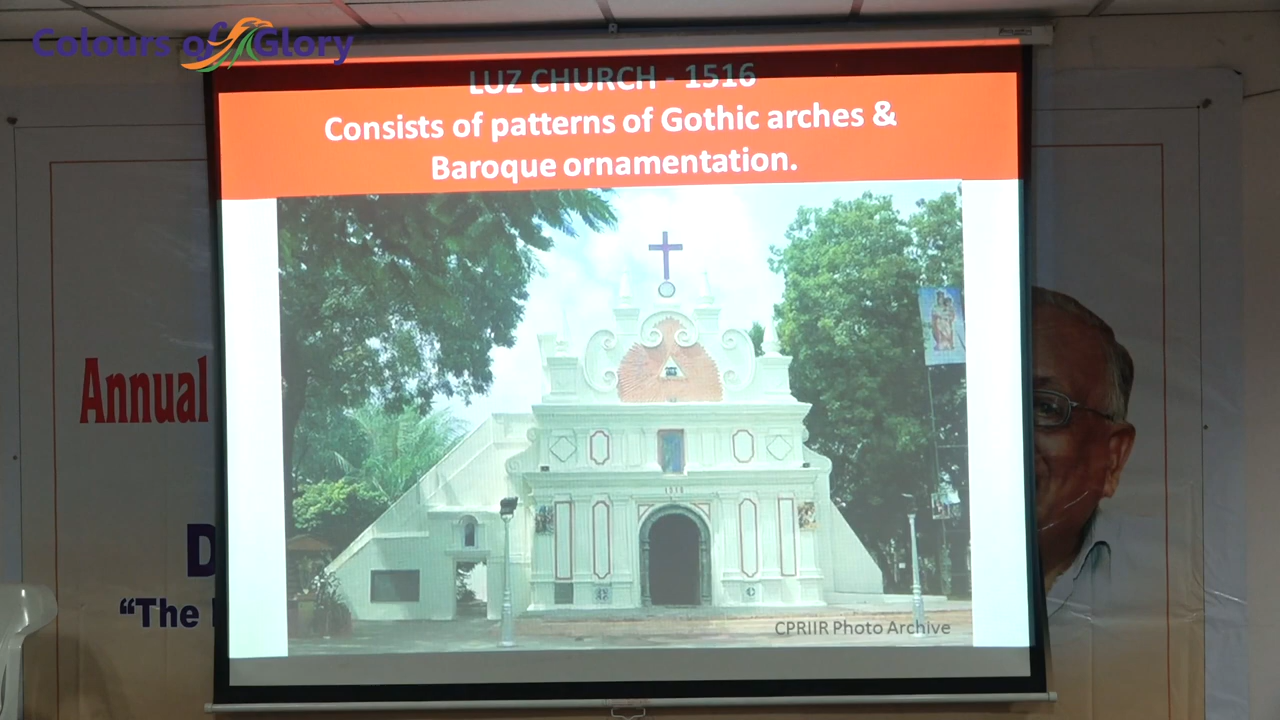 Colours of Glory
LUZ CHURCH - 1516
Consists of patterns of Gothic arches &
Baroque ornamentation.
Annual
D
“The
1516
CPRIIR Photo Archive